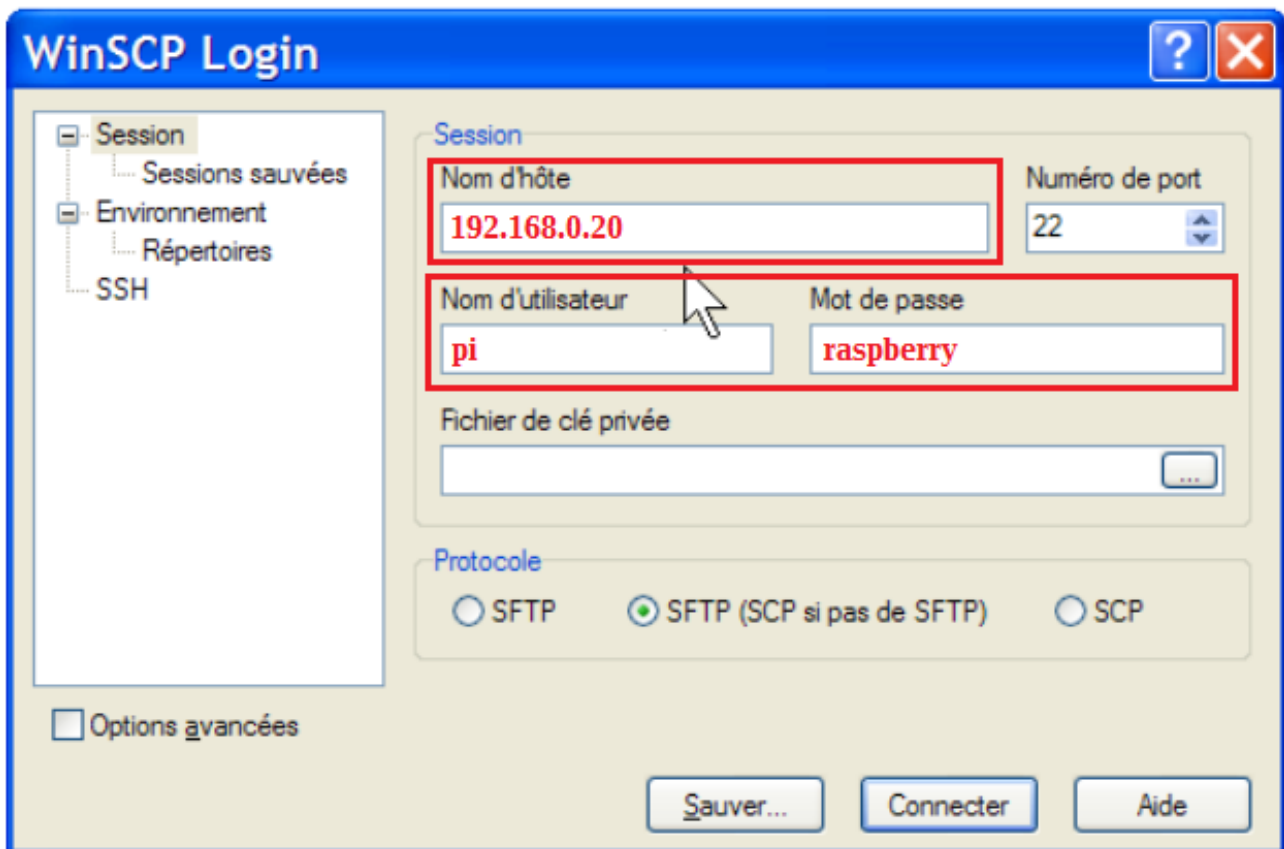 WinSCP Login
Session
Sessions sauvées
Environnement
Répertoires
SSH
Options avancées
Session
Nom d'hôte
Numéro de port
192.168.0.20
22
Nom d'utilisateur
Mot de passe
pi
raspberry
Fichier de clé privée
...
Protocole
SFTP
SFTP (SCP si pas de SFTP)
SCP
Sauver...
Connecter
Aide